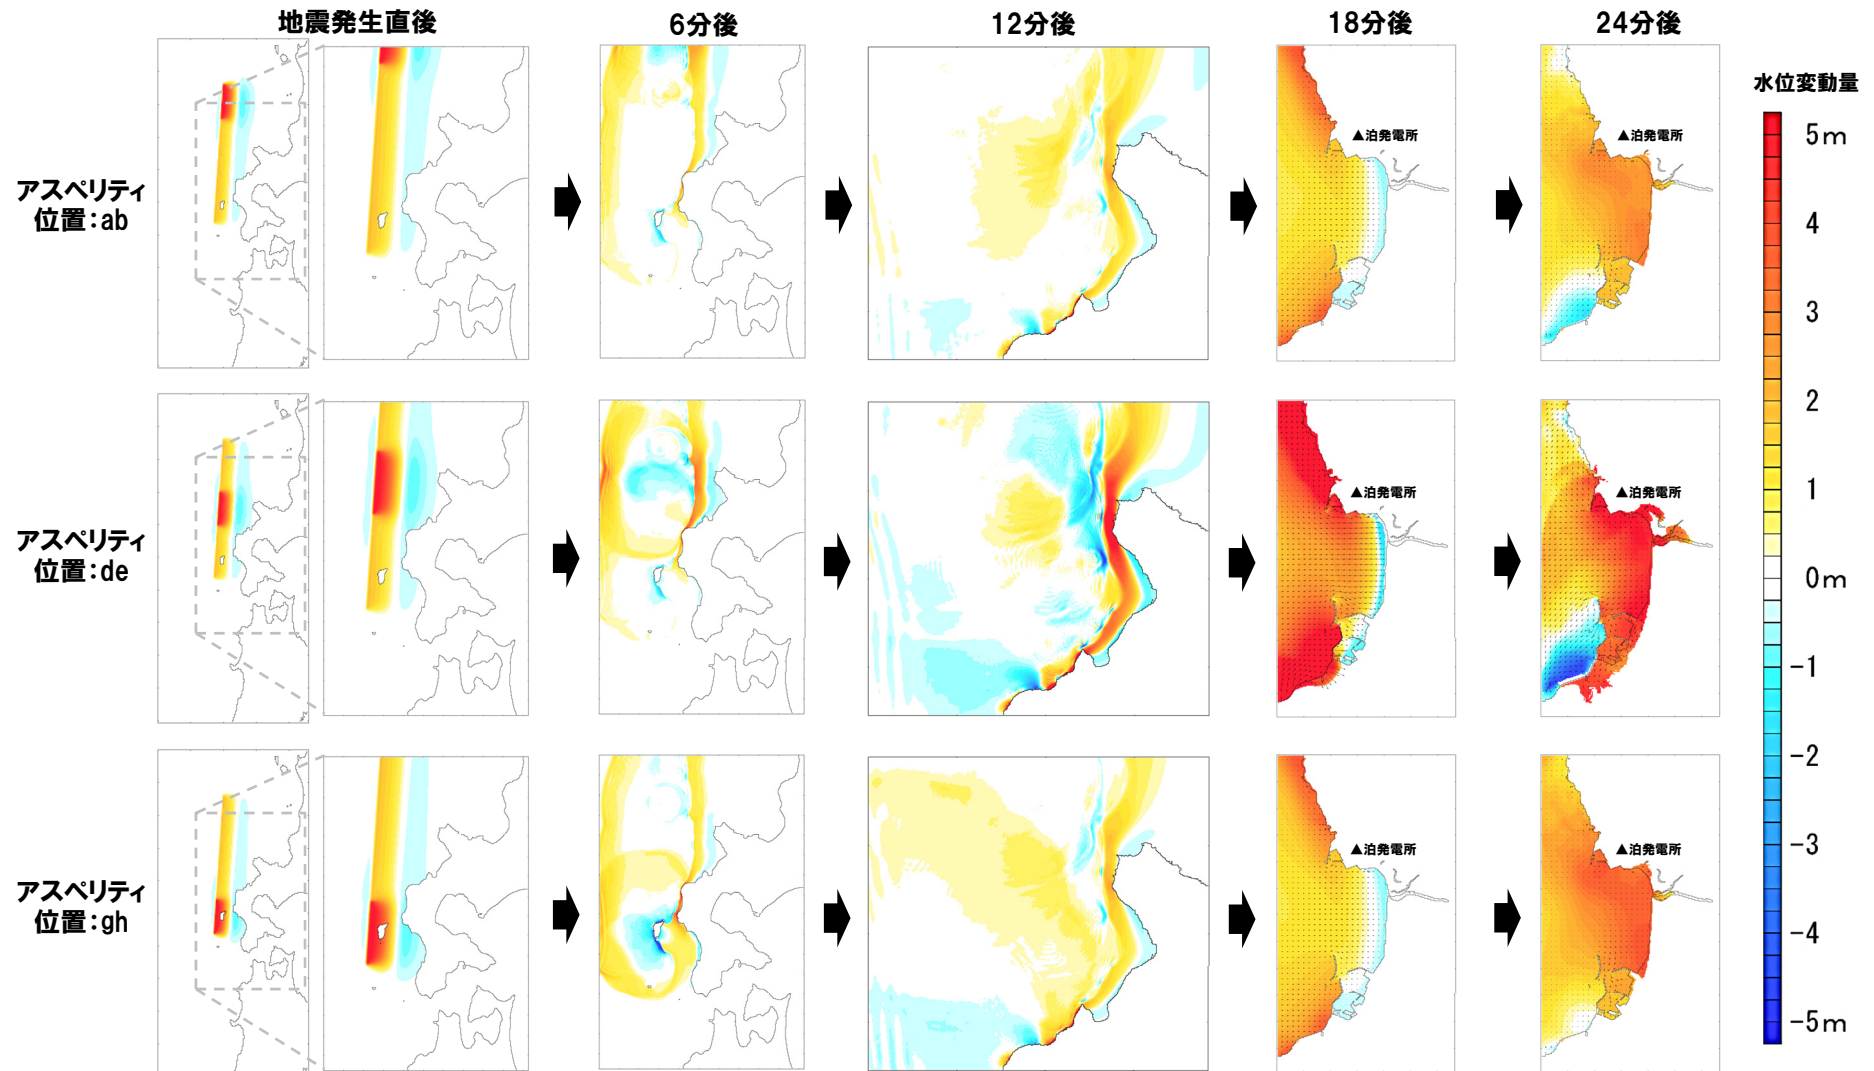 地震発生直後
6分後
12分後
18分後
24分後
水位変動量
アスペリティ
位置:ab
▲泊発電所
▲泊発電所
アスペリティ
位置:de
▲泊発電所
▲泊発電所
アスペリティ
位置:gh
▲泊発電所
▲泊発電所
5m
4
3
2
1
0m
-1
-2
-3
-4
-5m